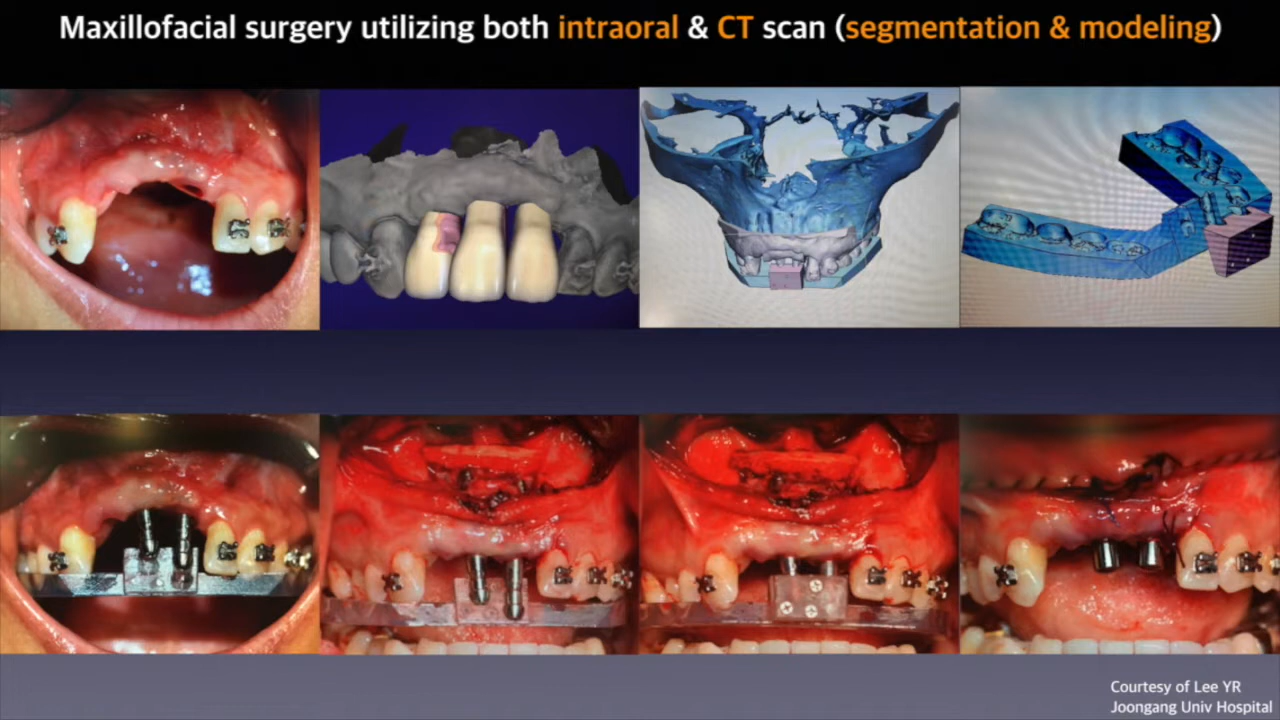 Maxillofacial surgery utilizing both intraoral & CT scan (segmentation & modeling)
Courtesy of Lee YR
Joongang Univ Hospital